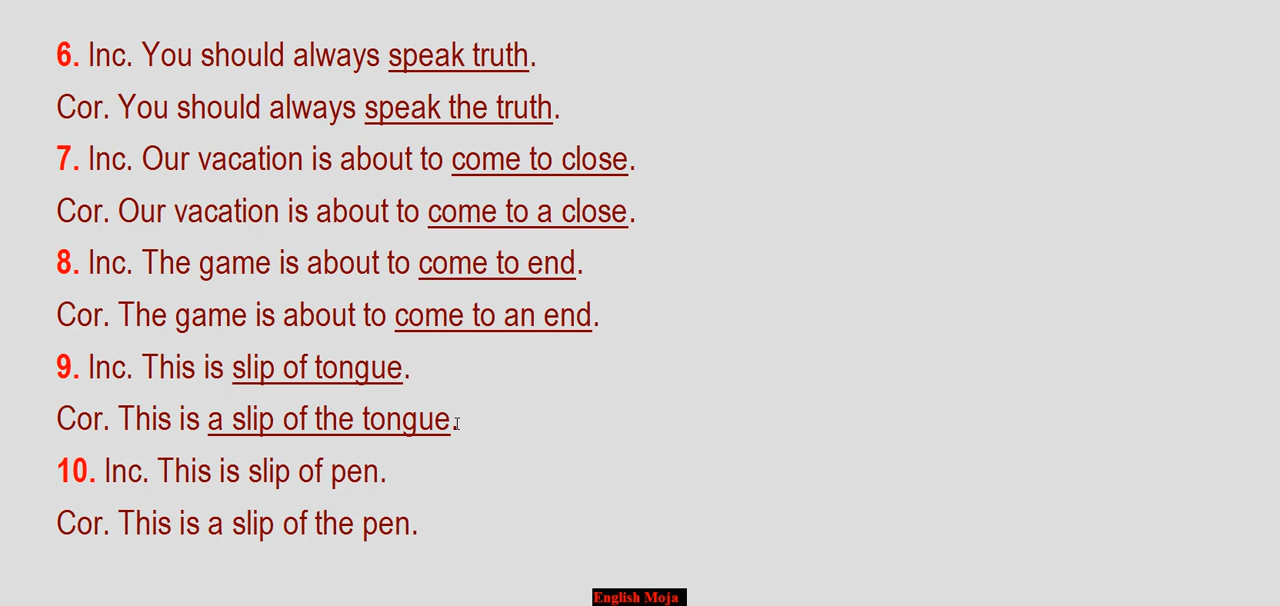 6. Inc. You should always speak truth.
Cor. You should always speak the truth.
7. Inc. Our vacation is about to come to close.
Cor. Our vacation is about to come to a close.
8. Inc. The game is about to come to end.
Cor. The game is about to come to an end.
9. Inc. This is slip of tongue.
Cor. This is a slip of the tongue.
10. Inc. This is slip of pen.
Cor. This is a slip of the pen.
English Moja